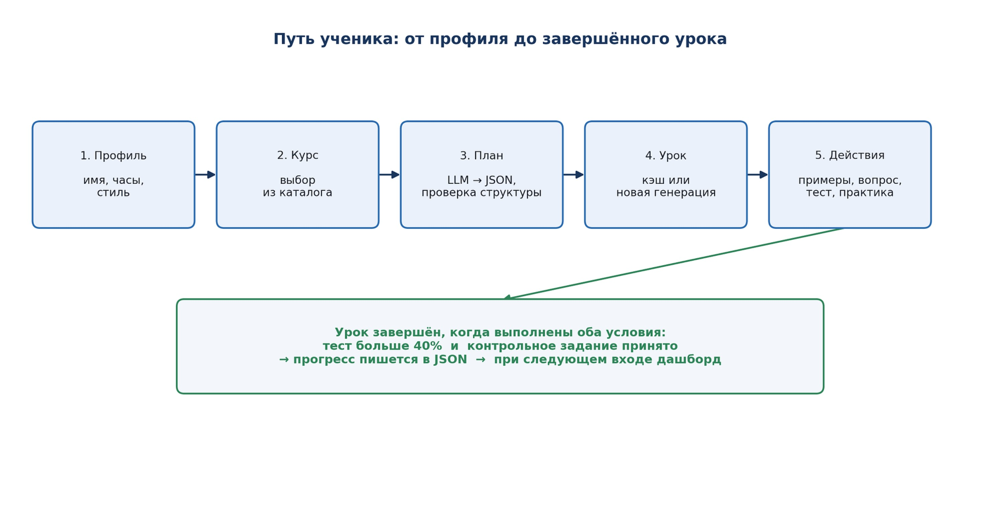 Путь ученика: от профиля до завершённого урока
1. Профиль
имя, часы,
стиль
2. Курс
выбор
из каталога
3. План
LLM → JSON,
проверка структуры
4. Урок
кэш или
новая генерация
5. Действия
примеры, вопрос,
тест, практика
Урок завершён, когда выполнены оба условия:
тест больше 40%  и  контрольное задание принято
→ прогресс пишется в JSON  →  при следующем входе дашборд